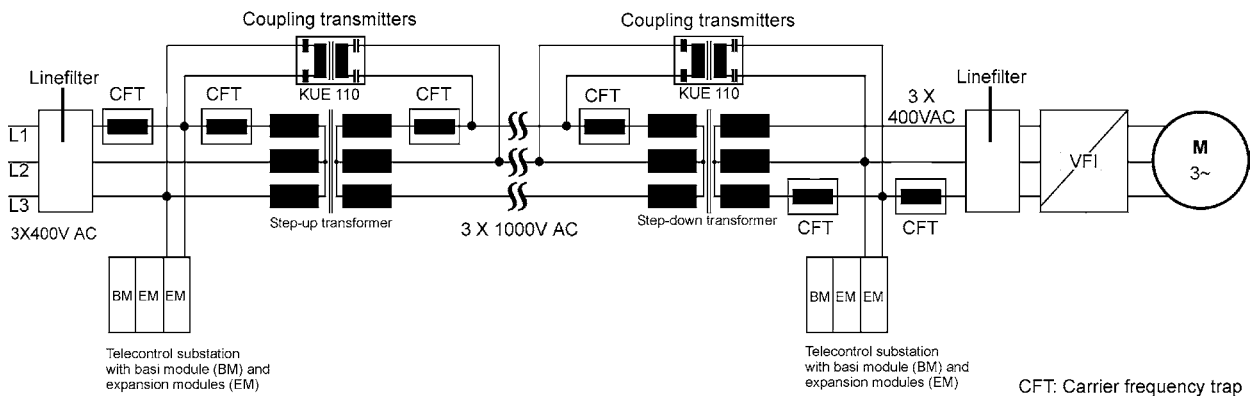 Coupling transmitters
Coupling transmitters
KUE 110
KUE 110
Linefilter
CFT
CFT
CFT
CFT
3 X
400VAC
Linefilter
L1
L2
L3
VFI
M
3~
3X400V AC
Step-up transformer
3 X 1000V AC
Step-down transformer
CFT
CFT
BM EM EM
BM EM EM
Telecontrol substation
with basi module (BM) and
expansion modules (EM)
Telecontrol substation
with basi module (BM) and
expansion modules (EM)
CFT: Carrier frequency trap